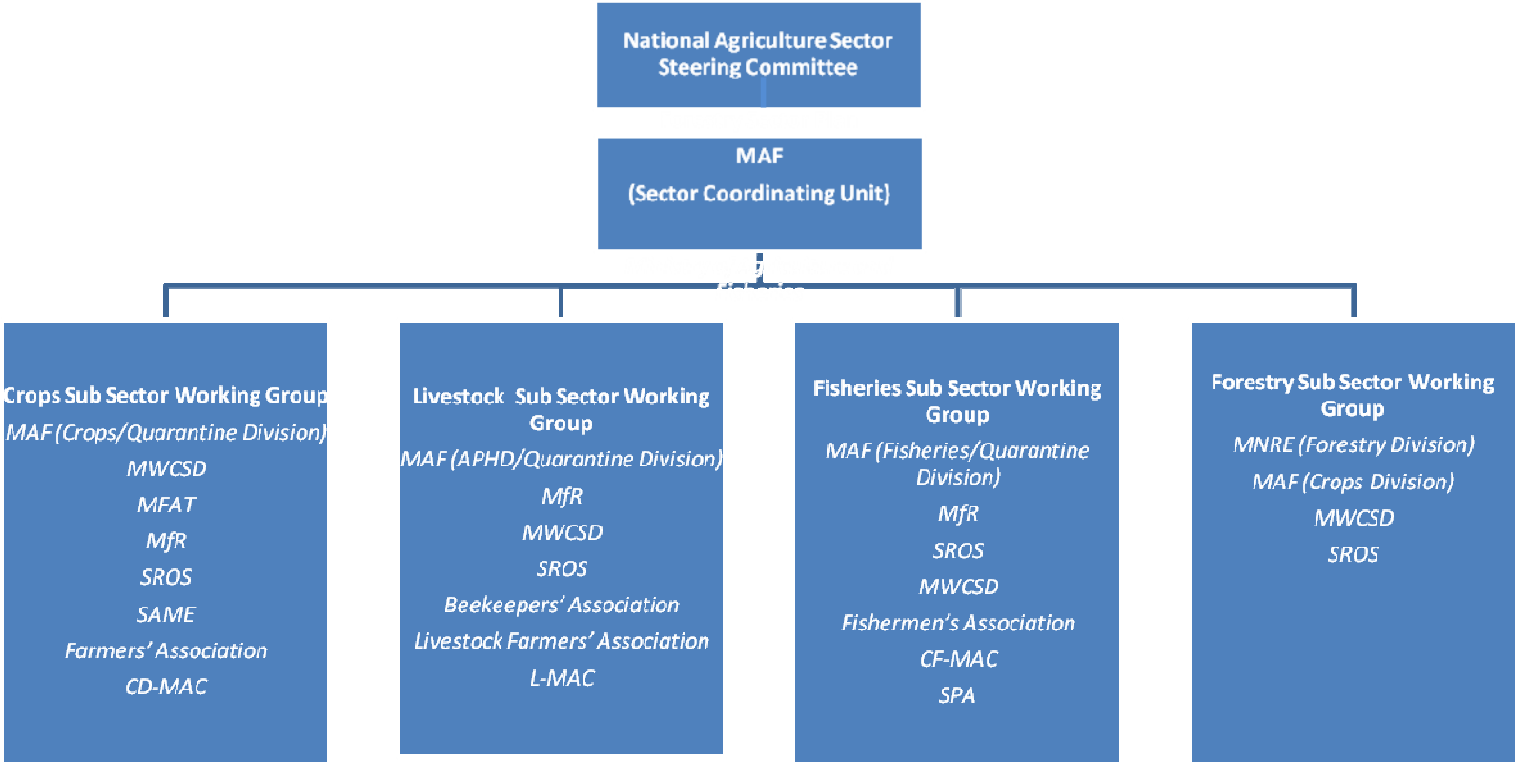 National Agriculture Sector
Steering Committee
MAF
(Sector Coordinating Unit)
Fisheries
Crops Sub Sector Working Group
MAF (Crops/Quarantine Division)
MWCSD
MFAT
MfR
SROS
SAME
Farmers’ Association
CD-MAC
Livestock Sub Sector Working
Group
MAF (APHD/Quarantine Division)
MfR
MWCSD
SROS
Beekeepers’ Association
Livestock Farmers’ Association
L-MAC
Fisheries Sub Sector Working
Group
MAF (Fisheries/Quarantine
Division)
MfR
SROS
MWCSD
Fishermen’s Association
CF-MAC
SPA
Forestry Sub Sector Working
Group
MNRE (Forestry Division)
MAF (Crops Division)
MWCSD
SROS